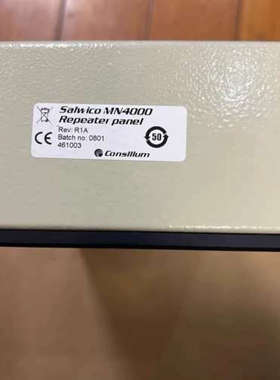 Salwico MN4000
Repeater panel
Rev: R1A
Batch no: 0801
461003
50
Consilium